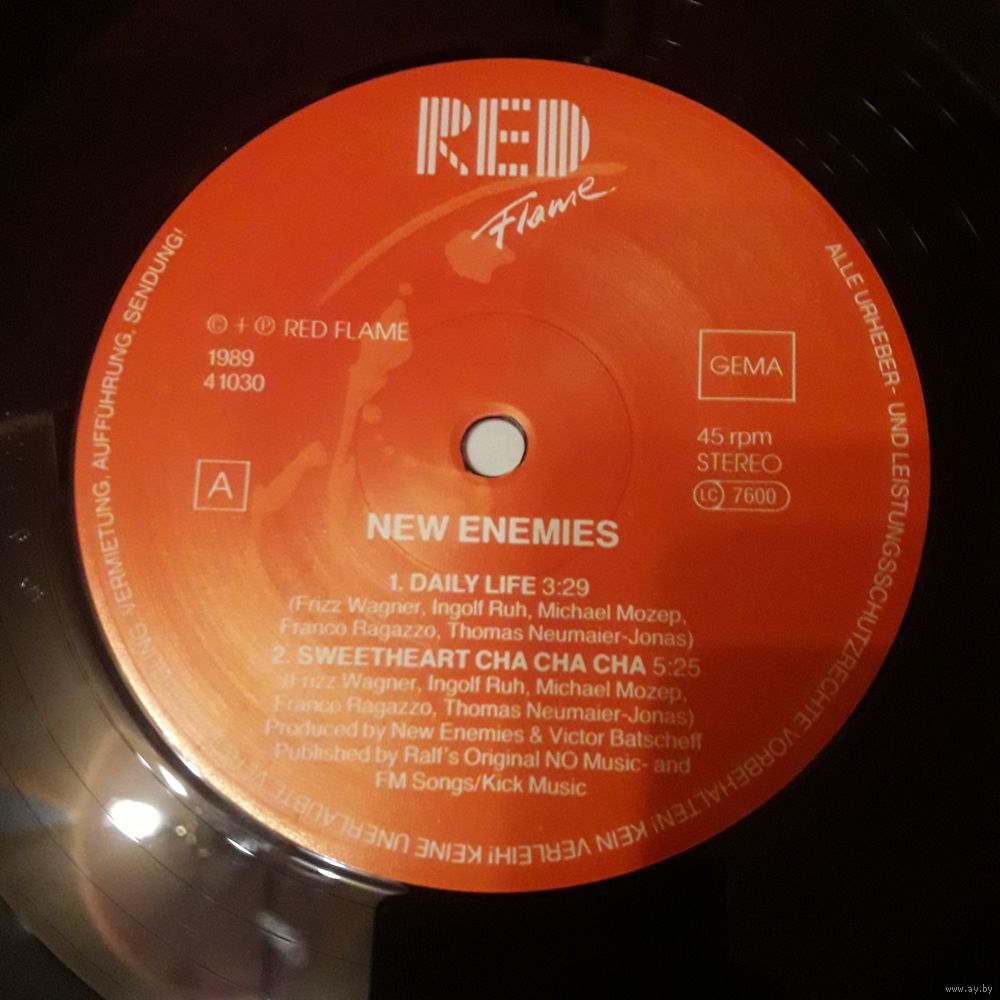 RED
Flame
© + ℗ RED FLAME
1989
41030
GEMA
45 rpm
STEREO
LC 7600
A
NEW ENEMIES
1. DAILY LIFE 3:29
(Frizz Wagner, Ingolf Ruh, Michael Mozep,
Franco Ragazzo, Thomas Neumaier-Jonas)
2. SWEETHEART CHA CHA CHA 5:25
(Frizz Wagner, Ingolf Ruh, Michael Mozep,
Franco Ragazzo, Thomas Neumaier-Jonas)
Produced by New Enemies & Victor Batscheff
Published by Ralf's Original NO Music- and
FM Songs/Kick Music
ALLE URHEBER- UND LEISTUNGSSCHUTZRECHTE VORBEHALTEN! KEIN VERLEIH! KEINE UNERLAUBTE VERMIETUNG, AUFFÜHRUNG, SENDUNG!
www.ay.by